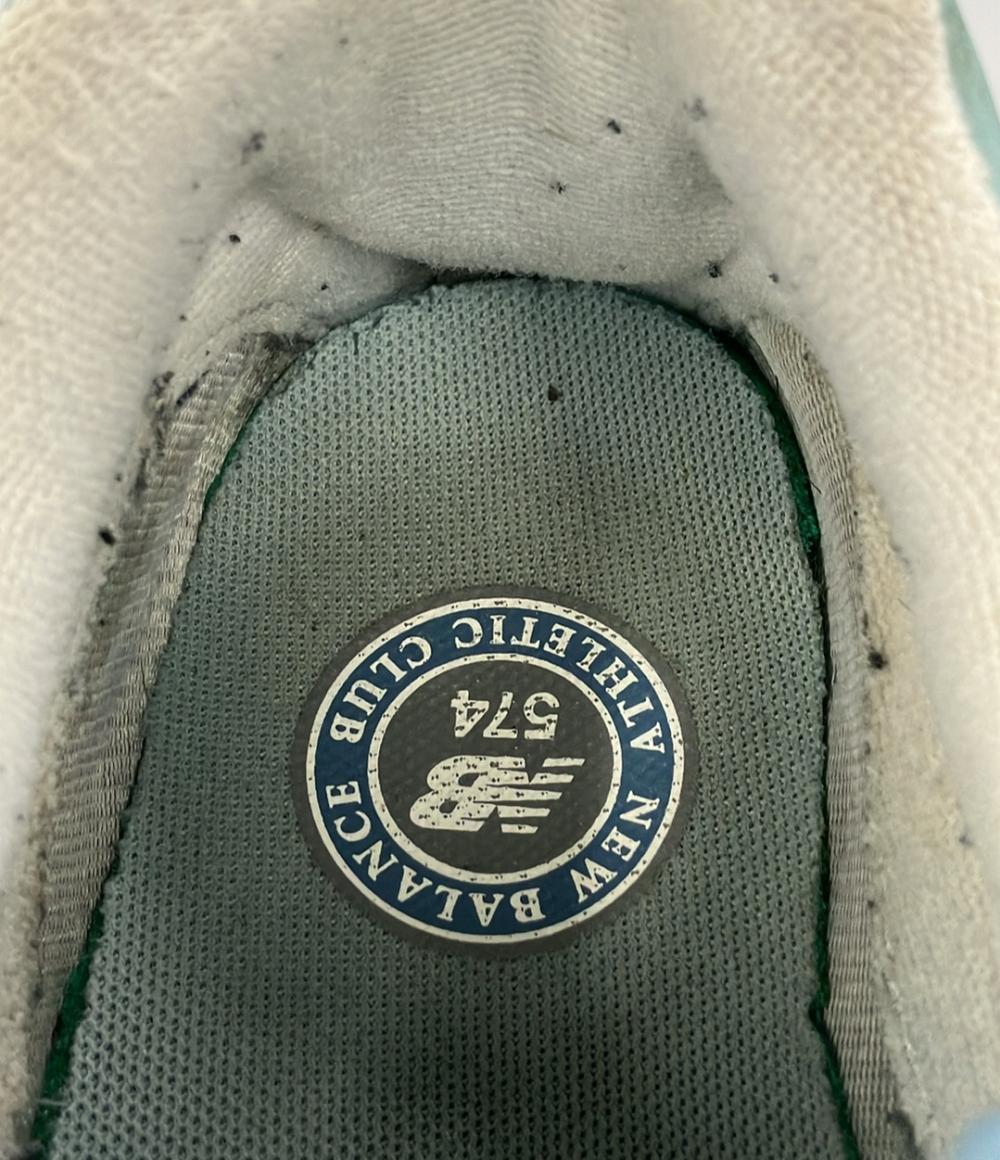 NEW BALANCE
NB
574
ATHLETIC CLUB